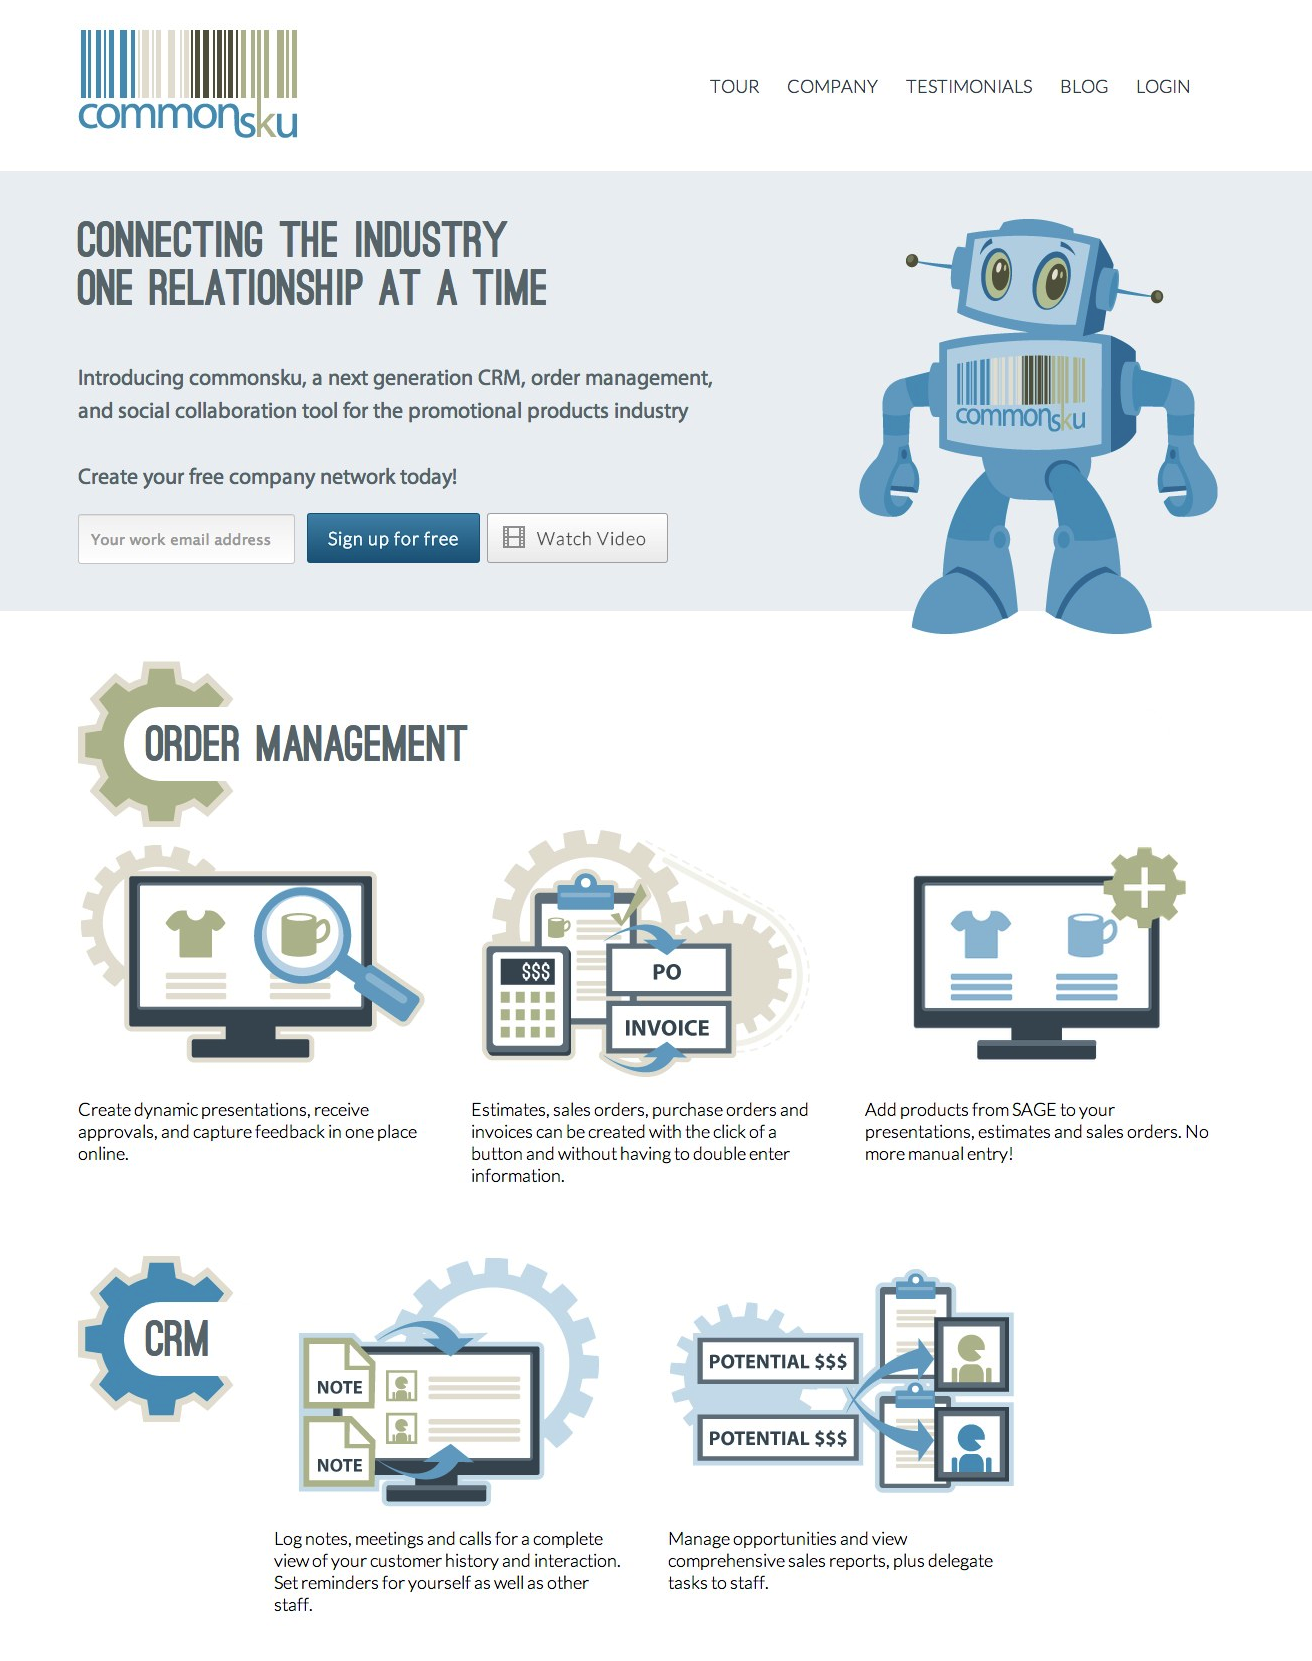 commonsku
TOUR COMPANY TESTIMONIALS BLOG LOGIN
CONNECTING THE INDUSTRY
ONE RELATIONSHIP AT A TIME
Introducing commonsku, a next generation CRM, order management,
and social collaboration tool for the promotional products industry
Create your free company network today!
Your work email address
Sign up for free
Watch Video
commonsku
ORDER MANAGEMENT
$$$
PO
INVOICE
Create dynamic presentations, receive
approvals, and capture feedback in one place
online.
Estimates, sales orders, purchase orders and
invoices can be created with the click of a
button and without having to double enter
information.
Add products from SAGE to your
presentations, estimates and sales orders. No
more manual entry!
CRM
NOTE
NOTE
POTENTIAL $$$
POTENTIAL $$$
Log notes, meetings and calls for a complete
view of your customer history and interaction.
Set reminders for yourself as well as other
staff.
Manage opportunities and view
comprehensive sales reports, plus delegate
tasks to staff.